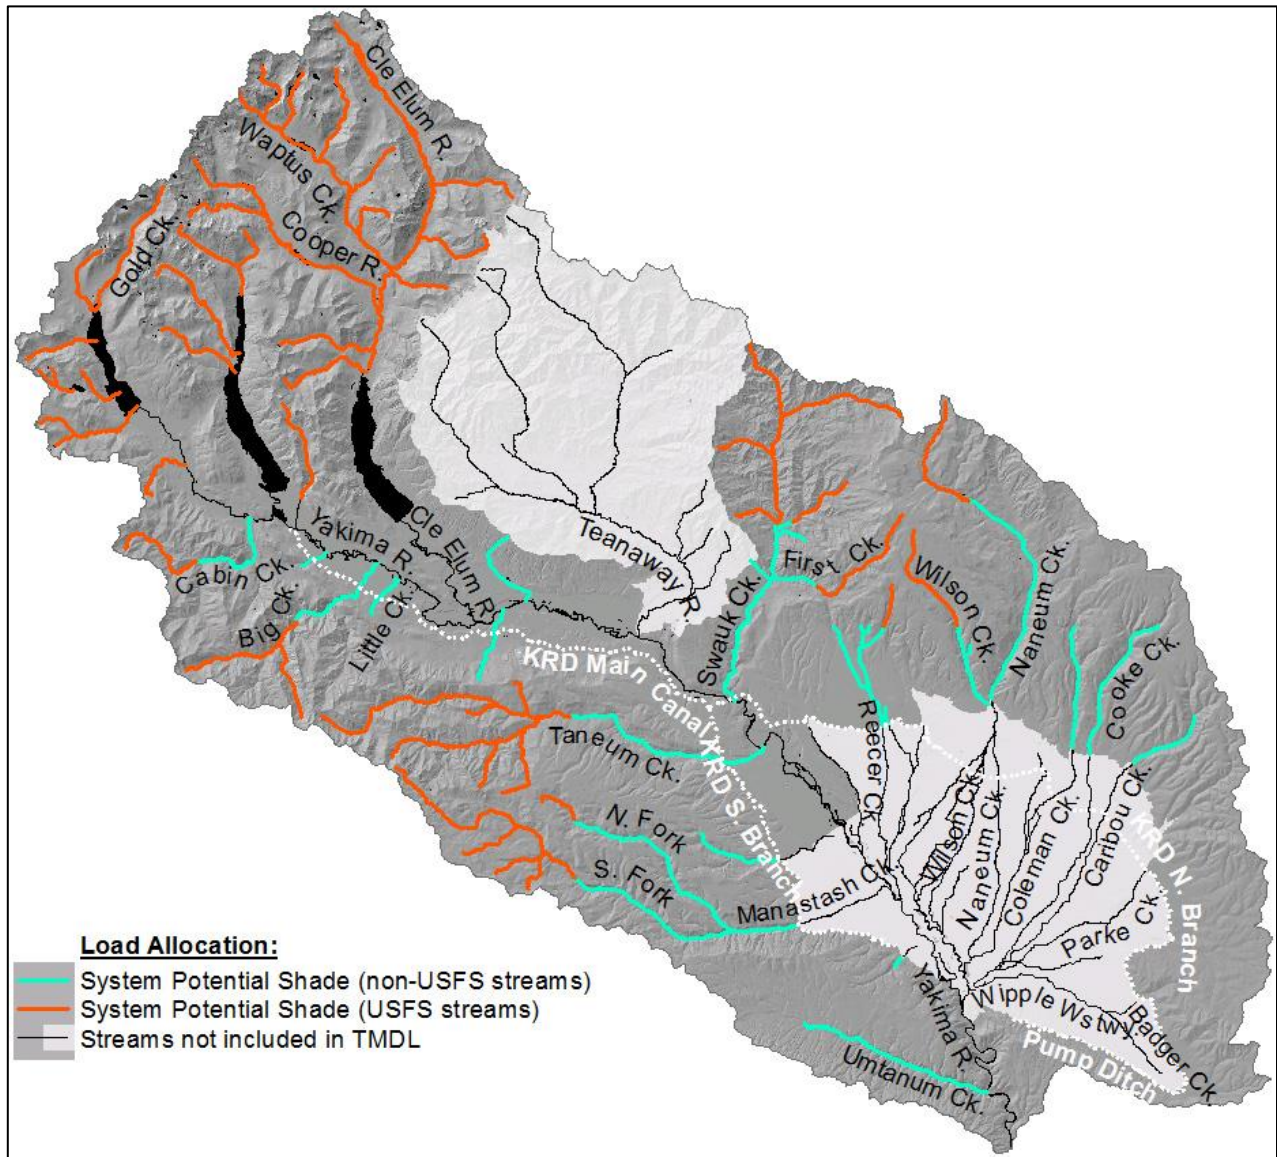 Cle Elum R.
Waptus Ck.
Cooper R.
Gold Ck.
Teanaway R.
Cle Elum R.
Yakima R.
Cabin Ck.
Big Ck.
Little Ck.
KRD Main Canal
Swauk Ck.
First Ck.
Wilson Ck.
Naneum Ck.
Cooke Ck.
Reecer Ck.
Taneum Ck.
KRD S. Branch
N. Fork
S. Fork
Manastash Ck.
Wilson Ck.
Naneum Ck.
Coleman Ck.
Caribou Ck.
KRD N. Branch
Parke Ck.
Yakima R.
Wipple Wstwy.
Badger Ck.
Pump Ditch
Umtanum Ck.
Load Allocation:
System Potential Shade (non-USFS streams)
System Potential Shade (USFS streams)
Streams not included in TMDL